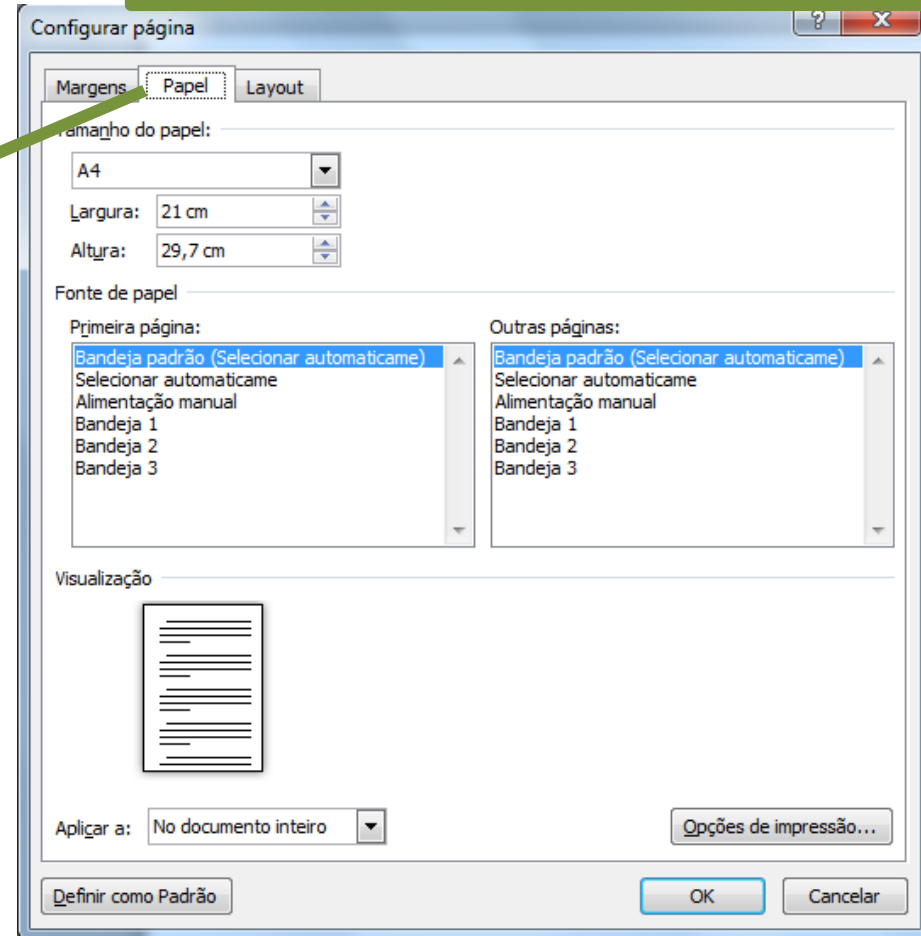 Configurar página
?
X
Margens Papel Layout
Tamanho do papel:
A4
Largura: 21 cm
Altura: 29,7 cm
Fonte de papel
Primeira página:
Bandeja padrão (Selecionar automaticame)
Selecionar automaticame
Alimentação manual
Bandeja 1
Bandeja 2
Bandeja 3
Outras páginas:
Bandeja padrão (Selecionar automaticame)
Selecionar automaticame
Alimentação manual
Bandeja 1
Bandeja 2
Bandeja 3
Visualização
Aplicar a: No documento inteiro
Opções de impressão...
Definir como Padrão
OK
Cancelar